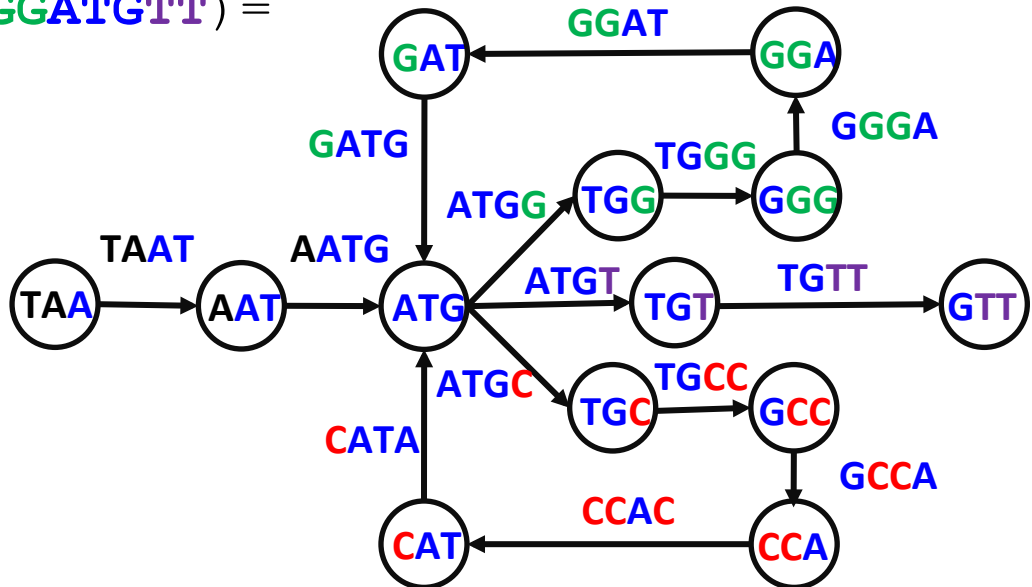 GGATGTT) =
GGAT
GAT
GGA
GATG
GGGA
TGGG
ATGG
TGG
GGG
TAAT
AATG
ATGT
TGTT
TAA
AAT
ATG
TGT
GTT
ATGC
TGCC
TGC
GCC
CATA
GCCA
CCAC
CAT
CCA